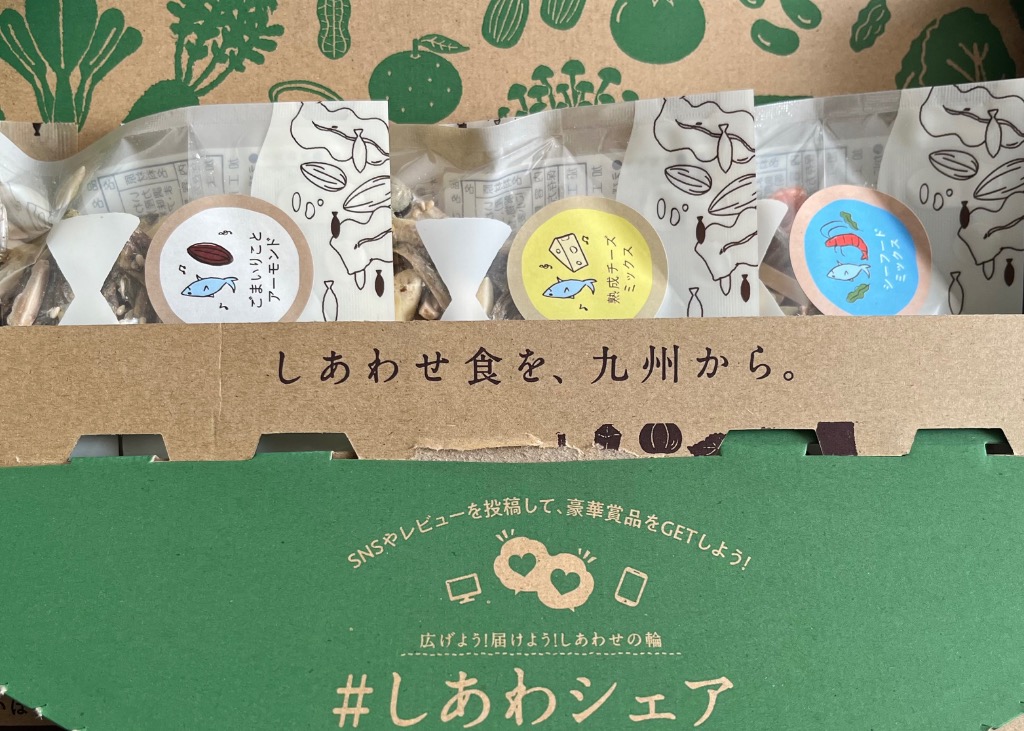 ごまいりこと
アーモンド
熟成チーズ
ミックス
シーフード
ミックス
しあわせ食を、九州から。
SNSやレビューを投稿して、豪華賞品をGETしよう!
広げよう!届けよう!しあわせの輪
#しあわシェア